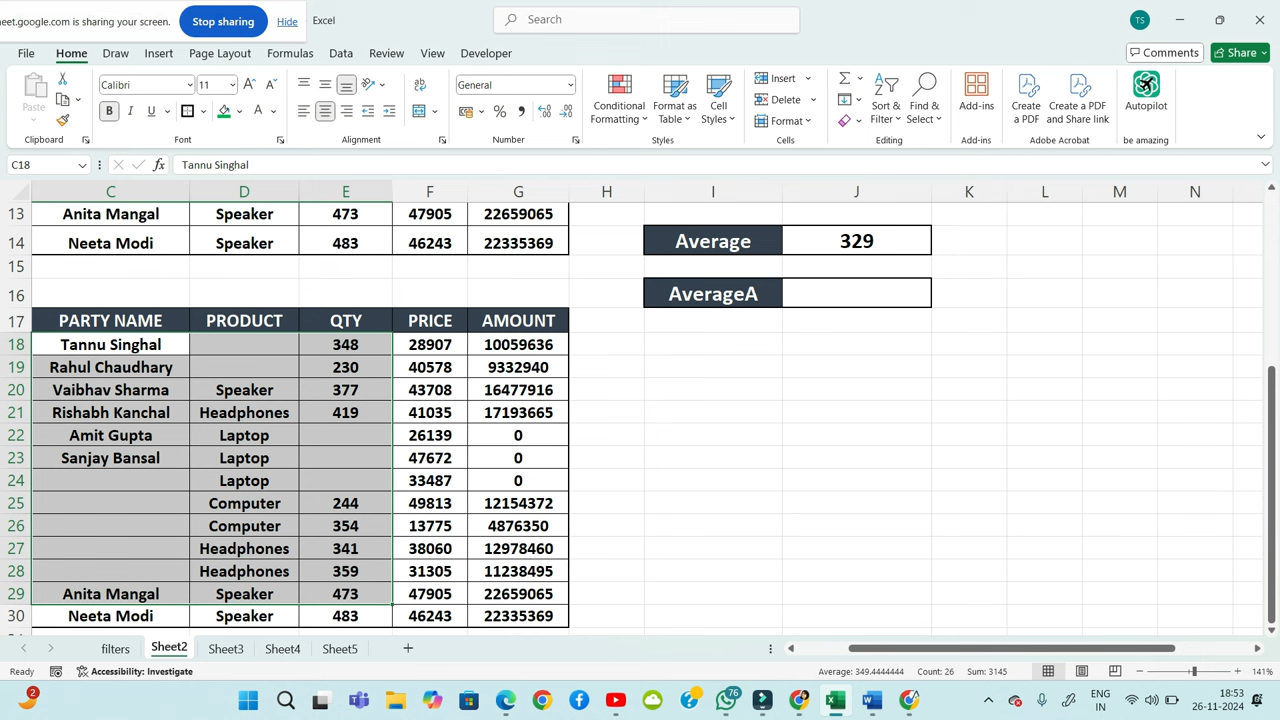 neet.google.com is sharing your screen. Stop sharing Hide Excel Search TS
File Home Draw Insert Page Layout Formulas Data Review View Developer Comments Share
Paste Calibri 11 General Conditional Formatting Format as Table Cell Styles Insert Delete Format Sort & Filter Find & Select Add-ins Create a PDF Create a PDF and Share link Autopilot
Clipboard Font Alignment Number Styles Cells Editing Add-ins Adobe Acrobat be amazing
C18 fx Tannu Singhal
C D E F G H I J K L M N
13 Anita Mangal Speaker 473 47905 22659065
14 Neeta Modi Speaker 483 46243 22335369 Average 329
15
16 AverageA
17 PARTY NAME PRODUCT QTY PRICE AMOUNT
18 Tannu Singhal 348 28907 10059636
19 Rahul Chaudhary 230 40578 9332940
20 Vaibhav Sharma Speaker 377 43708 16477916
21 Rishabh Kanchal Headphones 419 41035 17193665
22 Amit Gupta Laptop 26139 0
23 Sanjay Bansal Laptop 47672 0
24 Laptop 33487 0
25 Computer 244 49813 12154372
26 Computer 354 13775 4876350
27 Headphones 341 38060 12978460
28 Headphones 359 31305 11238495
29 Anita Mangal Speaker 473 47905 22659065
30 Neeta Modi Speaker 483 46243 22335369
filters Sheet2 Sheet3 Sheet4 Sheet5
Ready Accessibility: Investigate Average: 349.4444444 Count: 26 Sum: 3145 141%
2 76 ENG IN 18:53 26-11-2024